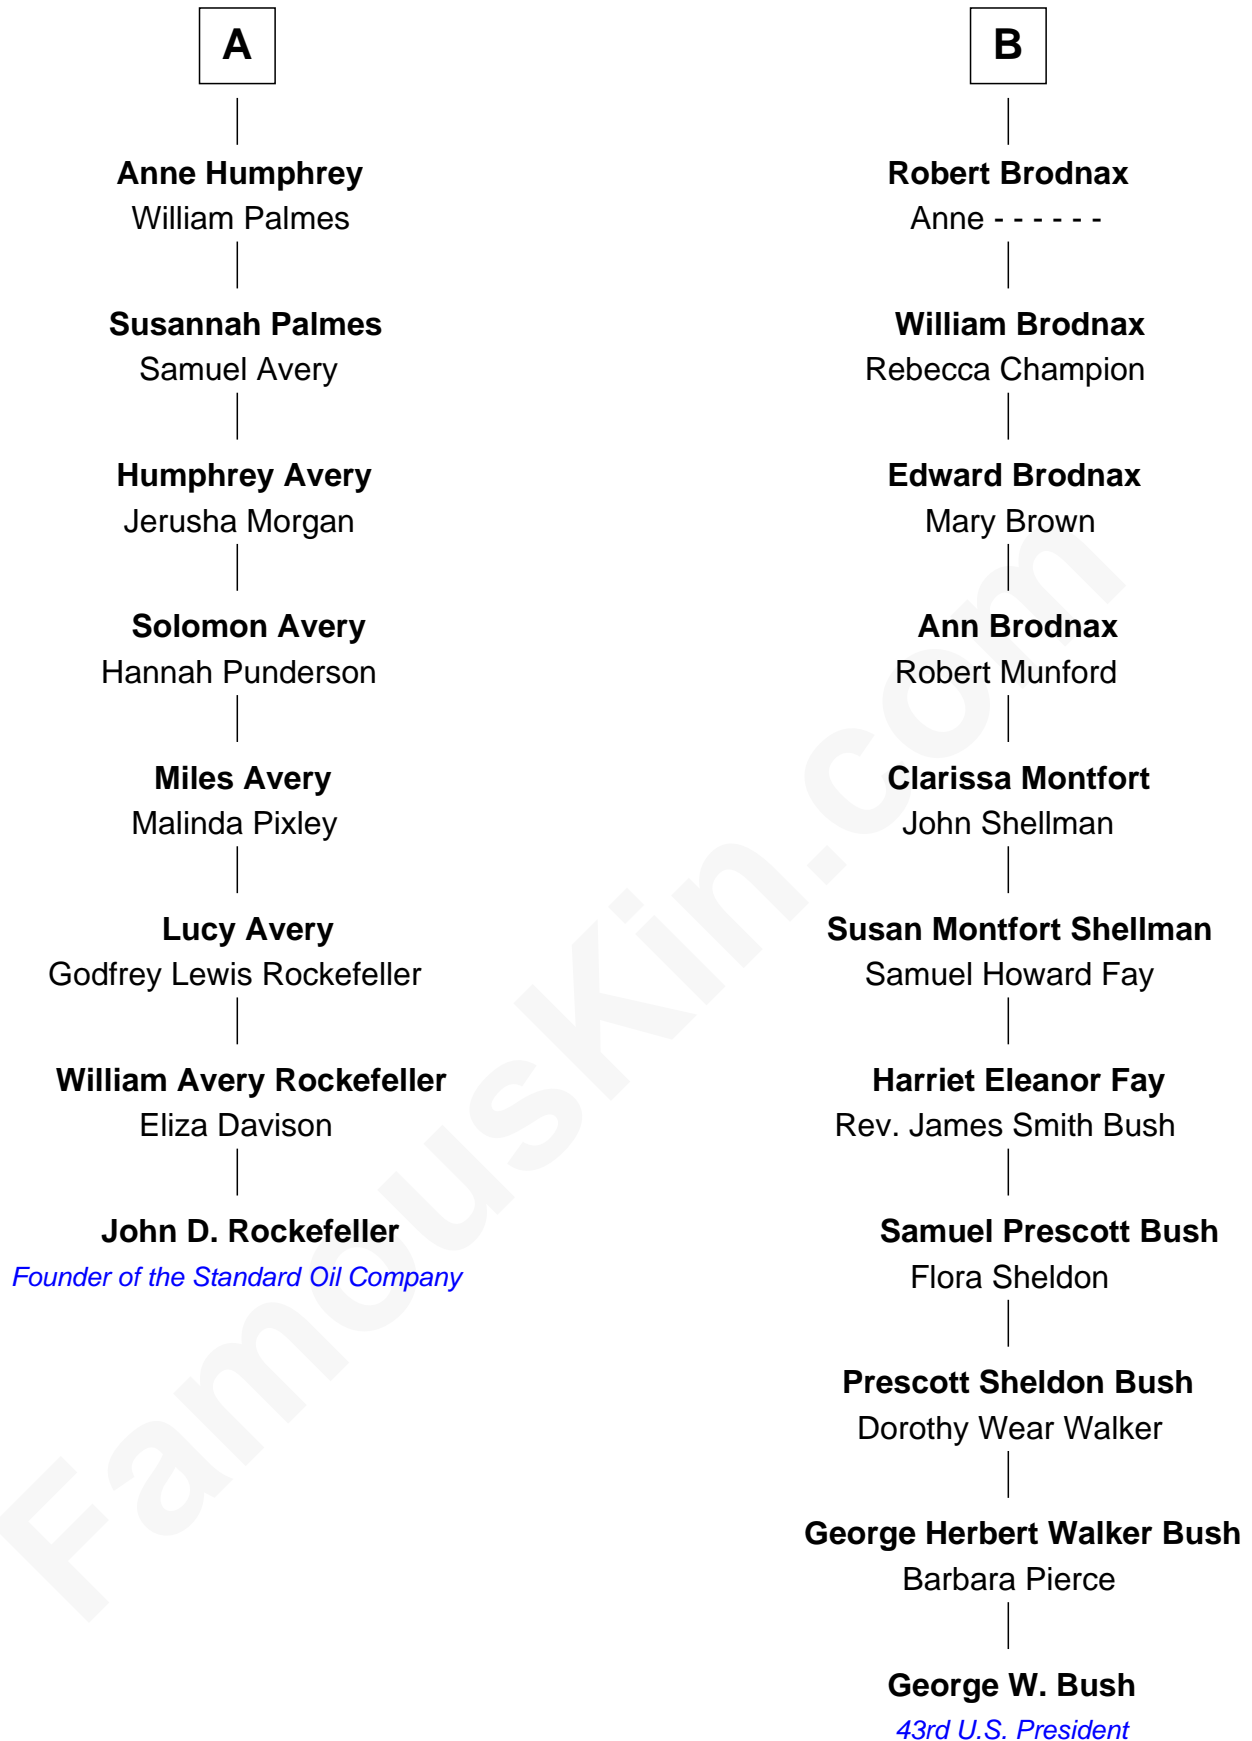 A
Anne Humphrey
William Palmes
Susannah Palmes
Samuel Avery
Humphrey Avery
Jerusha Morgan
Solomon Avery
Hannah Punderson
Miles Avery
Malinda Pixley
Lucy Avery
Godfrey Lewis Rockefeller
William Avery Rockefeller
Eliza Davison
John D. Rockefeller
Founder of the Standard Oil Company
B
Robert Brodnax
Anne - - - - - -
William Brodnax
Rebecca Champion
Edward Brodnax
Mary Brown
Ann Brodnax
Robert Munford
Clarissa Montfort
John Shellman
Susan Montfort Shellman
Samuel Howard Fay
Harriet Eleanor Fay
Rev. James Smith Bush
Samuel Prescott Bush
Flora Sheldon
Prescott Sheldon Bush
Dorothy Wear Walker
George Herbert Walker Bush
Barbara Pierce
George W. Bush
43rd U.S. President
FamousKin.com